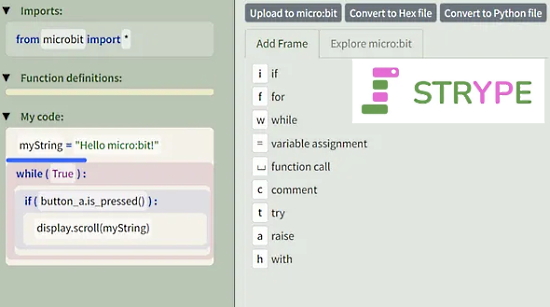 ▼ Imports:
from microbit import *
▼ Function definitions:
▼ My code:
myString = "Hello micro:bit!"
while ( True ) :
if ( button_a.is_pressed() ) :
display.scroll(myString)
Upload to micro:bit
Convert to Hex file
Convert to Python file
Add Frame
Explore micro:bit
i if
f for
w while
= variable assignment
␣ function call
c comment
t try
a raise
h with
STRYPE